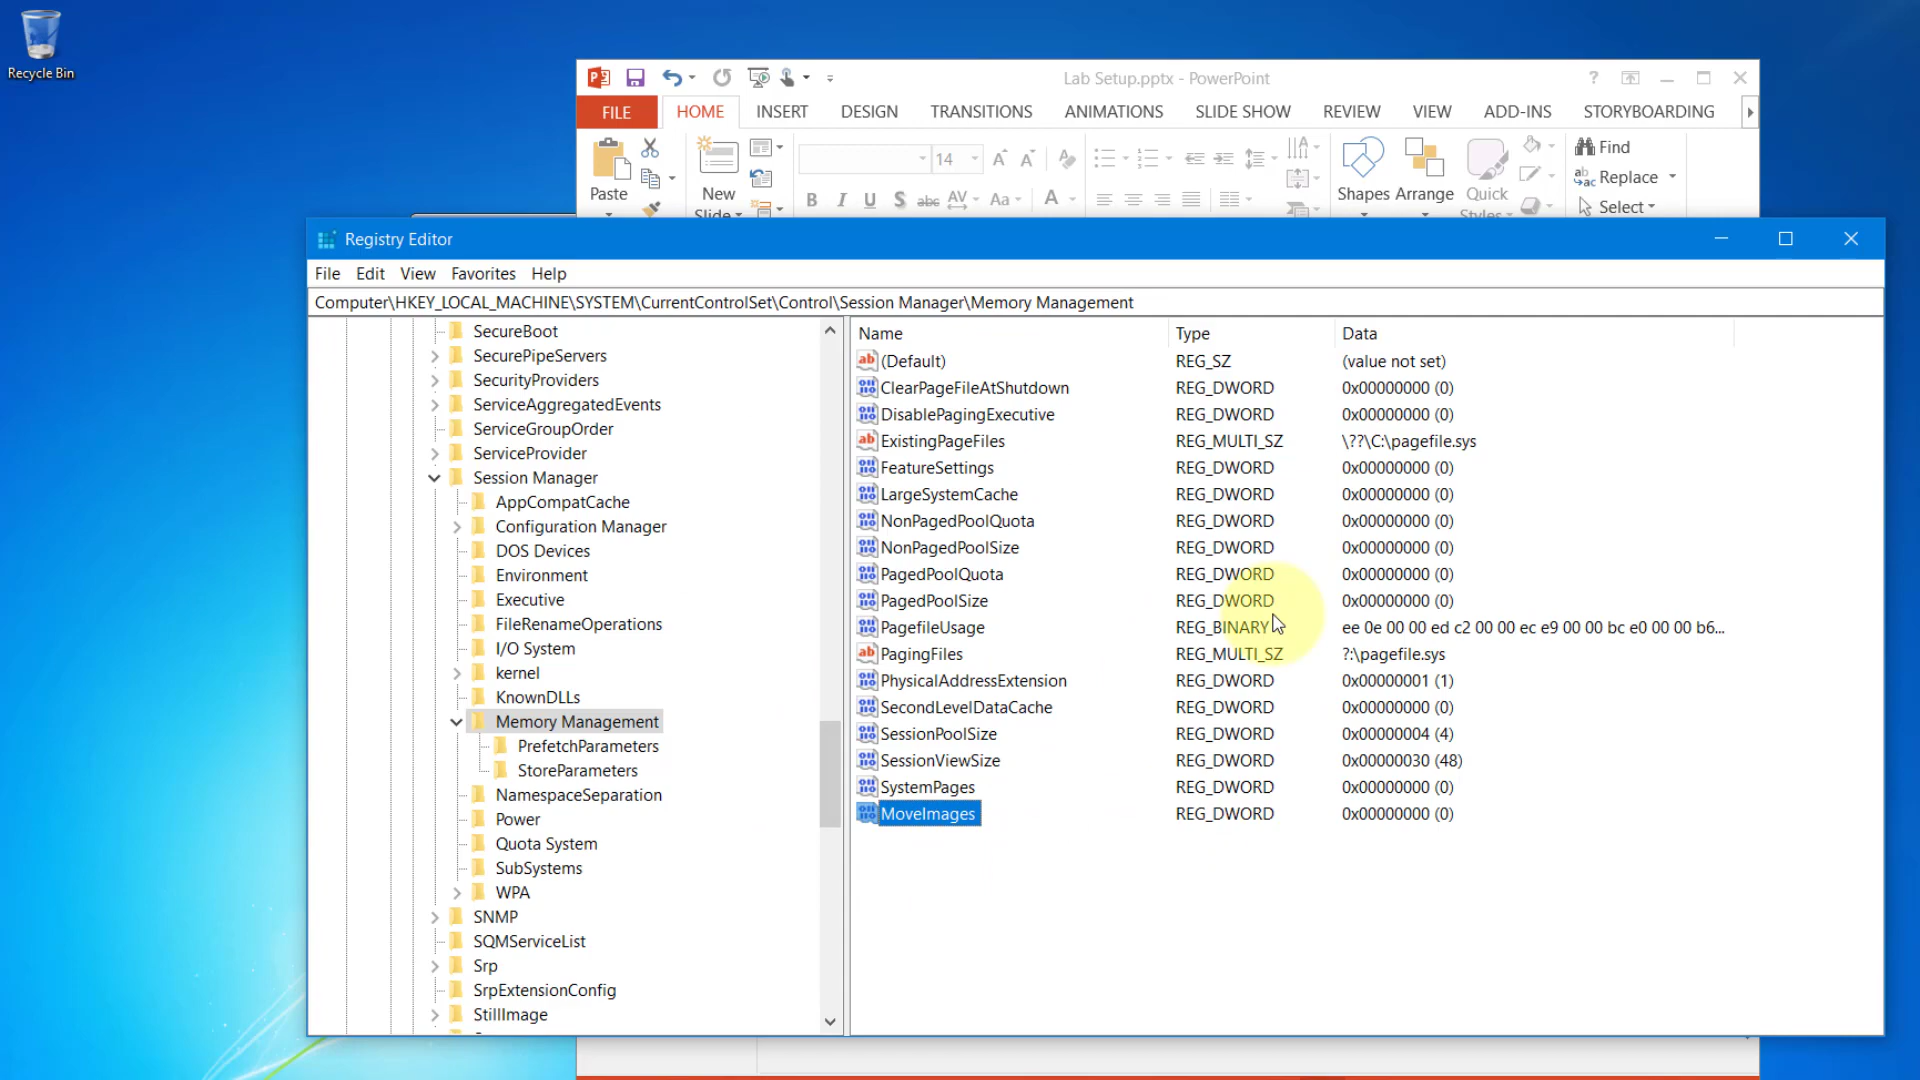 Recycle Bin
Lab Setup.pptx - PowerPoint
FILE HOME INSERT DESIGN TRANSITIONS ANIMATIONS SLIDE SHOW REVIEW VIEW ADD-INS STORYBOARDING
Paste
New
Slide
14
B I U S abc AV Aa A
Shapes
Arrange
Quick
Styles
Find
Replace
Select
Registry Editor
File Edit View Favorites Help
Computer\HKEY_LOCAL_MACHINE\SYSTEM\CurrentControlSet\Control\Session Manager\Memory Management
SecureBoot
SecurePipeServers
SecurityProviders
ServiceAggregatedEvents
ServiceGroupOrder
ServiceProvider
Session Manager
AppCompatCache
Configuration Manager
DOS Devices
Environment
Executive
FileRenameOperations
I/O System
kernel
KnownDLLs
Memory Management
PrefetchParameters
StoreParameters
NamespaceSeparation
Power
Quota System
SubSystems
WPA
SNMP
SQMServiceList
Srp
SrpExtensionConfig
StillImage
Name Type Data
(Default) REG_SZ (value not set)
ClearPageFileAtShutdown REG_DWORD 0x00000000 (0)
DisablePagingExecutive REG_DWORD 0x00000000 (0)
ExistingPageFiles REG_MULTI_SZ \??\C:\pagefile.sys
FeatureSettings REG_DWORD 0x00000000 (0)
LargeSystemCache REG_DWORD 0x00000000 (0)
NonPagedPoolQuota REG_DWORD 0x00000000 (0)
NonPagedPoolSize REG_DWORD 0x00000000 (0)
PagedPoolQuota REG_DWORD 0x00000000 (0)
PagedPoolSize REG_DWORD 0x00000000 (0)
PagefileUsage REG_BINARY ee 0e 00 00 ed c2 00 00 ec e9 00 00 bc e0 00 00 b6...
PagingFiles REG_MULTI_SZ ?:\pagefile.sys
PhysicalAddressExtension REG_DWORD 0x00000001 (1)
SecondLevelDataCache REG_DWORD 0x00000000 (0)
SessionPoolSize REG_DWORD 0x00000004 (4)
SessionViewSize REG_DWORD 0x00000030 (48)
SystemPages REG_DWORD 0x00000000 (0)
MoveImages REG_DWORD 0x00000000 (0)